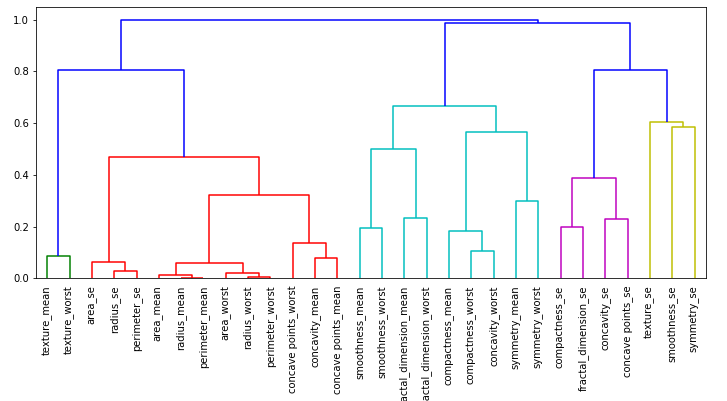 1.0
0.8
0.6
0.4
0.2
0.0
texture_mean
texture_worst
area_se
radius_se
perimeter_se
area_mean
radius_mean
perimeter_mean
area_worst
radius_worst
perimeter_worst
concave points_worst
concavity_mean
concave points_mean
smoothness_mean
smoothness_worst
actal_dimension_mean
actal_dimension_worst
compactness_mean
compactness_worst
concavity_worst
symmetry_mean
symmetry_worst
compactness_se
fractal_dimension_se
concavity_se
concave points_se
texture_se
smoothness_se
symmetry_se